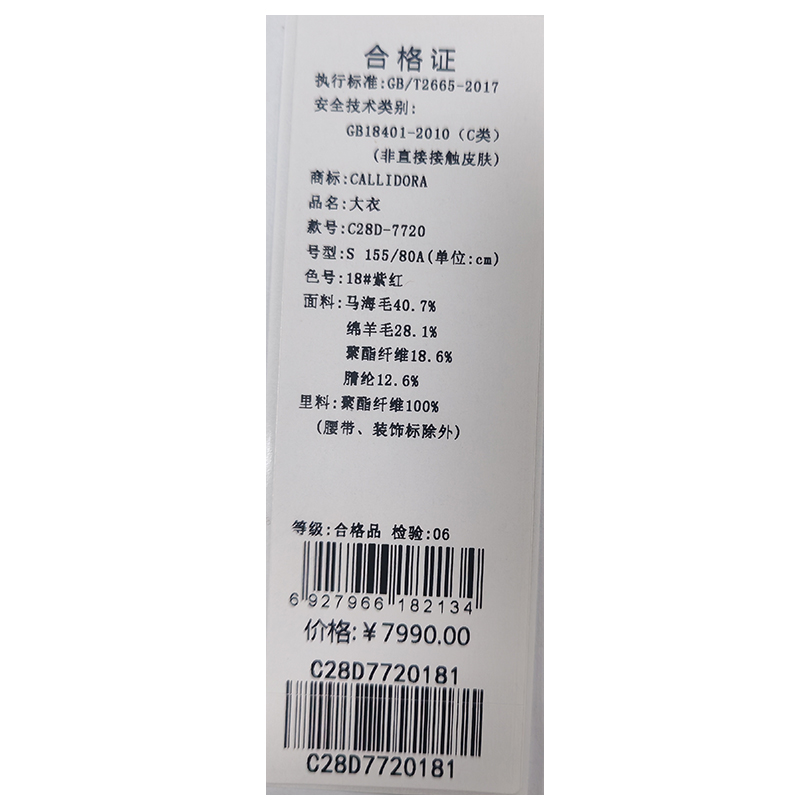 合格证
执行标准:GB/T2665-2017
安全技术类别:
GB18401-2010（C类）
(非直接接触皮肤)
商标:CALLIDORA
品名:大衣
款号:C28D-7720
号型:S 155/80A(单位:cm)
色号:18#紫红
面料:马海毛40.7%
绵羊毛28.1%
聚酯纤维18.6%
腈纶12.6%
里料:聚酯纤维100%
(腰带、装饰标除外)
等级:合格品 检验:06
6 927966 182134
价格:￥7990.00
C28D7720181
C28D7720181